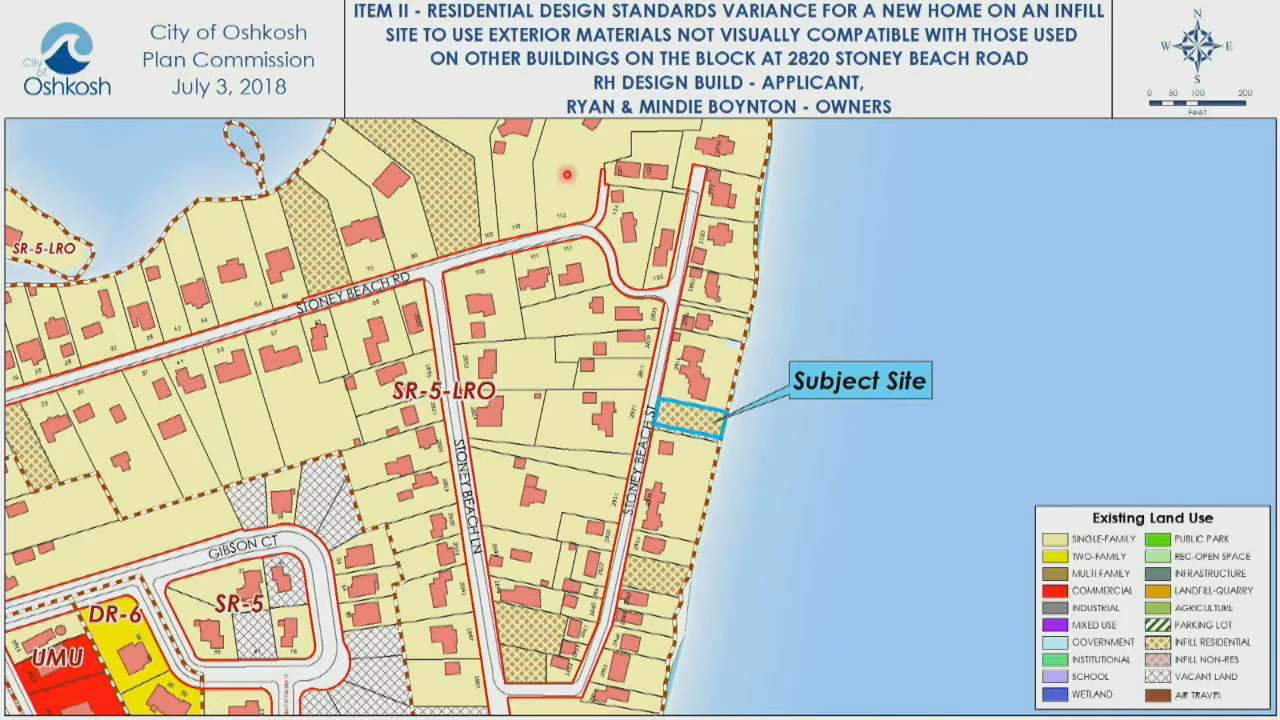 City of Oshkosh
City of Oshkosh
Plan Commission
July 3, 2018
ITEM II - RESIDENTIAL DESIGN STANDARDS VARIANCE FOR A NEW HOME ON AN INFILL
SITE TO USE EXTERIOR MATERIALS NOT VISUALLY COMPATIBLE WITH THOSE USED
ON OTHER BUILDINGS ON THE BLOCK AT 2820 STONEY BEACH ROAD
RH DESIGN BUILD - APPLICANT,
RYAN & MINDIE BOYNTON - OWNERS
N
W E
S
0 50 100 200
Feet
SR-5-LRO
STONEY BEACH RD
SR-5-LRO
Subject Site
STONEY BEACH ST
STONEY BEACH LN
GIBSON CT
SR-5
DR-6
UMU
Existing Land Use
SINGLE-FAMILY
TWO-FAMILY
MULTI-FAMILY
COMMERCIAL
INDUSTRIAL
MIXED USE
GOVERNMENT
INSTITUTIONAL
SCHOOL
WETLAND
PUBLIC PARK
REC-OPEN SPACE
INFRASTRUCTURE
LANDFILL-QUARRY
AGRICULTURE
PARKING LOT
INFILL RESIDENTIAL
INFILL NON-RES
VACANT LAND
AIR TRAVEL